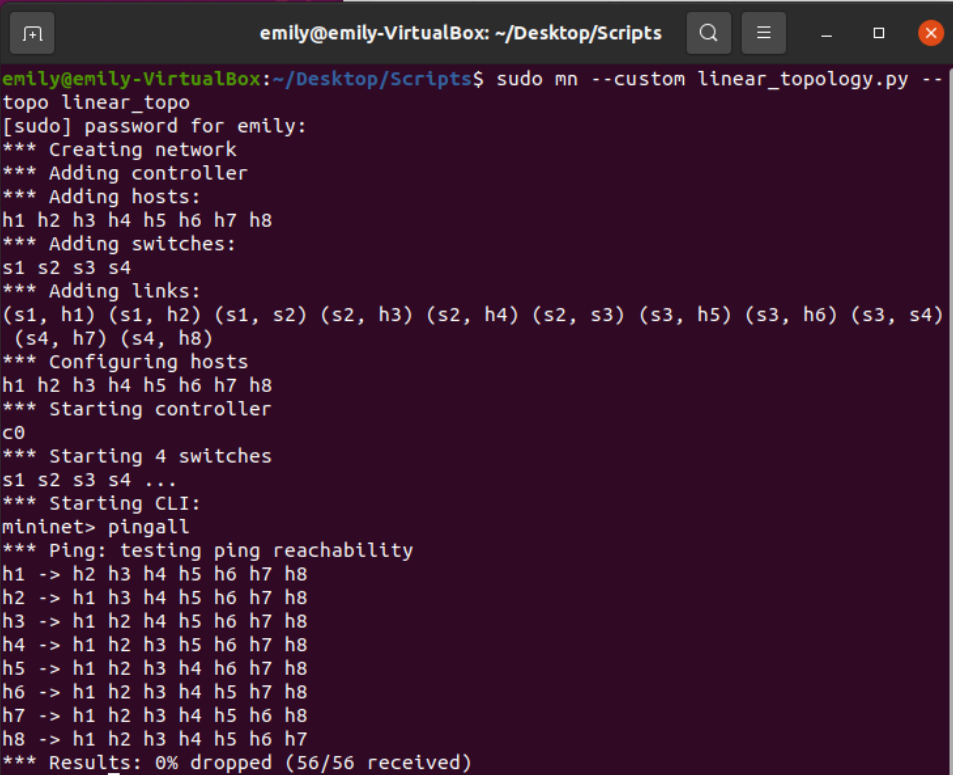 emily@emily-VirtualBox: ~/Desktop/Scripts
emily@emily-VirtualBox:~/Desktop/Scripts$ sudo mn --custom linear_topology.py --
topo linear_topo
[sudo] password for emily:
*** Creating network
*** Adding controller
*** Adding hosts:
h1 h2 h3 h4 h5 h6 h7 h8
*** Adding switches:
s1 s2 s3 s4
*** Adding links:
(s1, h1) (s1, h2) (s1, s2) (s2, h3) (s2, h4) (s2, s3) (s3, h5) (s3, h6) (s3, s4)
(s4, h7) (s4, h8)
*** Configuring hosts
h1 h2 h3 h4 h5 h6 h7 h8
*** Starting controller
c0
*** Starting 4 switches
s1 s2 s3 s4 ...
*** Starting CLI:
mininet> pingall
*** Ping: testing ping reachability
h1 -> h2 h3 h4 h5 h6 h7 h8
h2 -> h1 h3 h4 h5 h6 h7 h8
h3 -> h1 h2 h4 h5 h6 h7 h8
h4 -> h1 h2 h3 h5 h6 h7 h8
h5 -> h1 h2 h3 h4 h6 h7 h8
h6 -> h1 h2 h3 h4 h5 h7 h8
h7 -> h1 h2 h3 h4 h5 h6 h8
h8 -> h1 h2 h3 h4 h5 h6 h7
*** Results: 0% dropped (56/56 received)